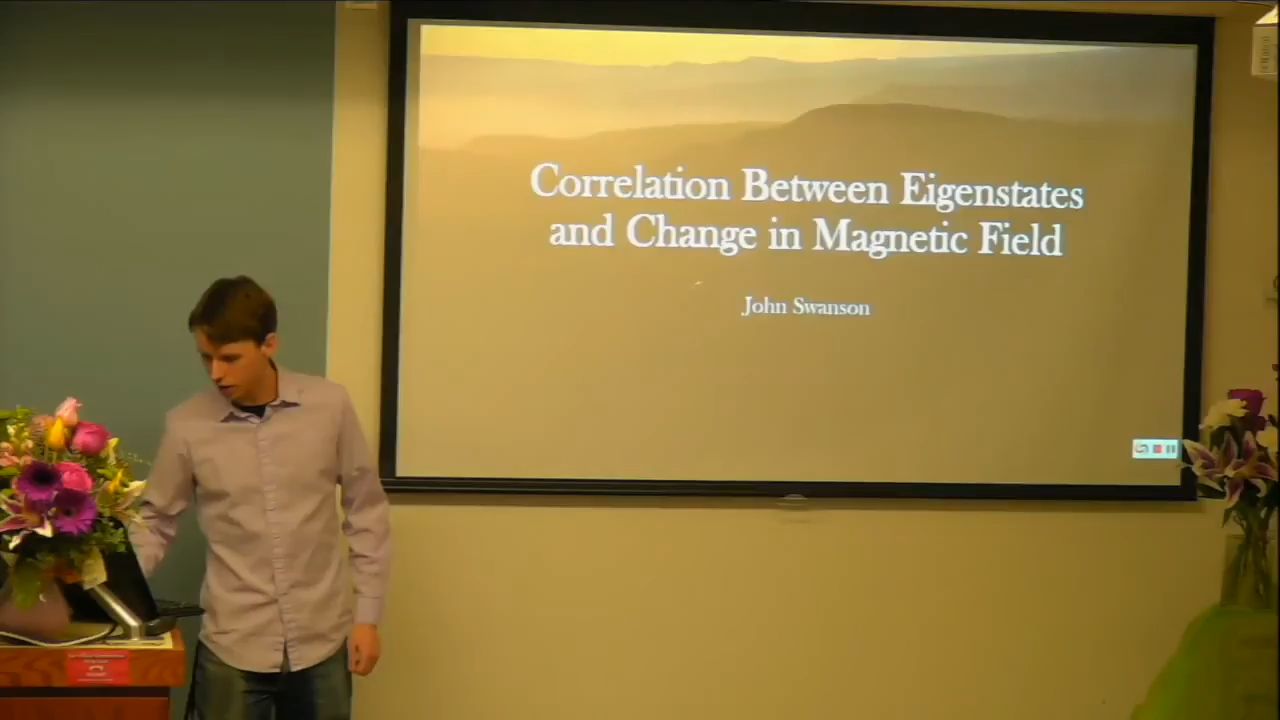 Correlation Between Eigenstates
and Change in Magnetic Field
John Swanson